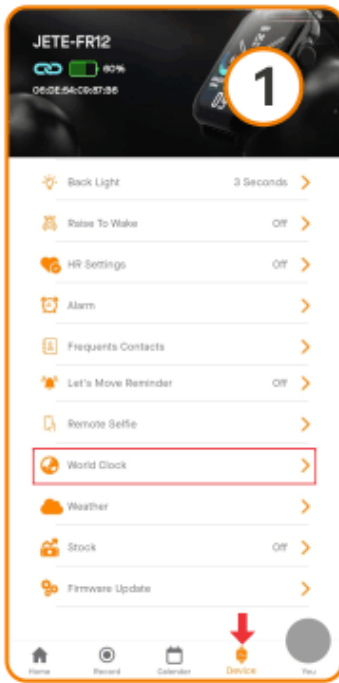 JETE-FR12
60%
1
Back Light 3 Seconds
Raise To Wake Off
HR Settings Off
Alarm
Frequents Contacts
Let's Move Reminder Off
Remote Selfie
World Clock
Weather
Stock Off
Firmware Update
Home Record Calendar Device You